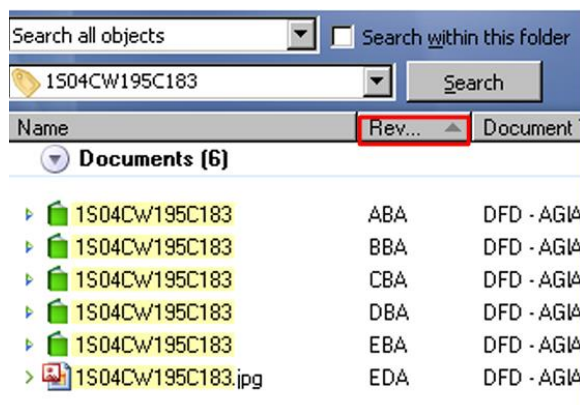 Search all objects Search within this folder
1S04CW195C183 Search
Name Rev... Document
Documents (6)
1S04CW195C183 ABA DFD - AGIA
1S04CW195C183 BBA DFD - AGIA
1S04CW195C183 CBA DFD - AGIA
1S04CW195C183 DBA DFD - AGIA
1S04CW195C183 EBA DFD - AGIA
1S04CW195C183.jpg EDA DFD - AGIA